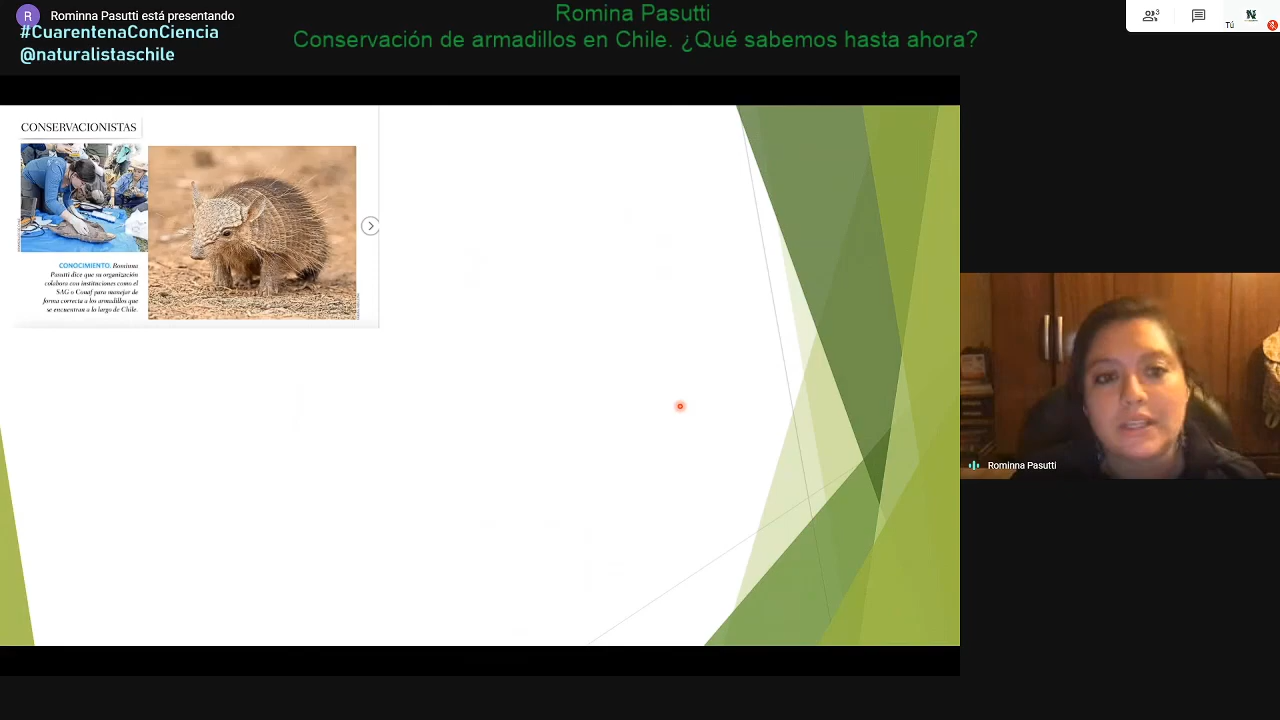 R
Rominna Pasutti está presentando
#CuarentenaConCiencia
@naturalistaschile
Romina Pasutti
Conservación de armadillos en Chile. ¿Qué sabemos hasta ahora?
3
Tú
CONSERVACIONISTAS
CONOCIMIENTO. Rominna
Pasutti dice que su organización
colabora con instituciones como el
SAG o Conaf para manejar de
forma correcta a los armadillos que
se encuentran a lo largo de Chile.
Rominna Pasutti